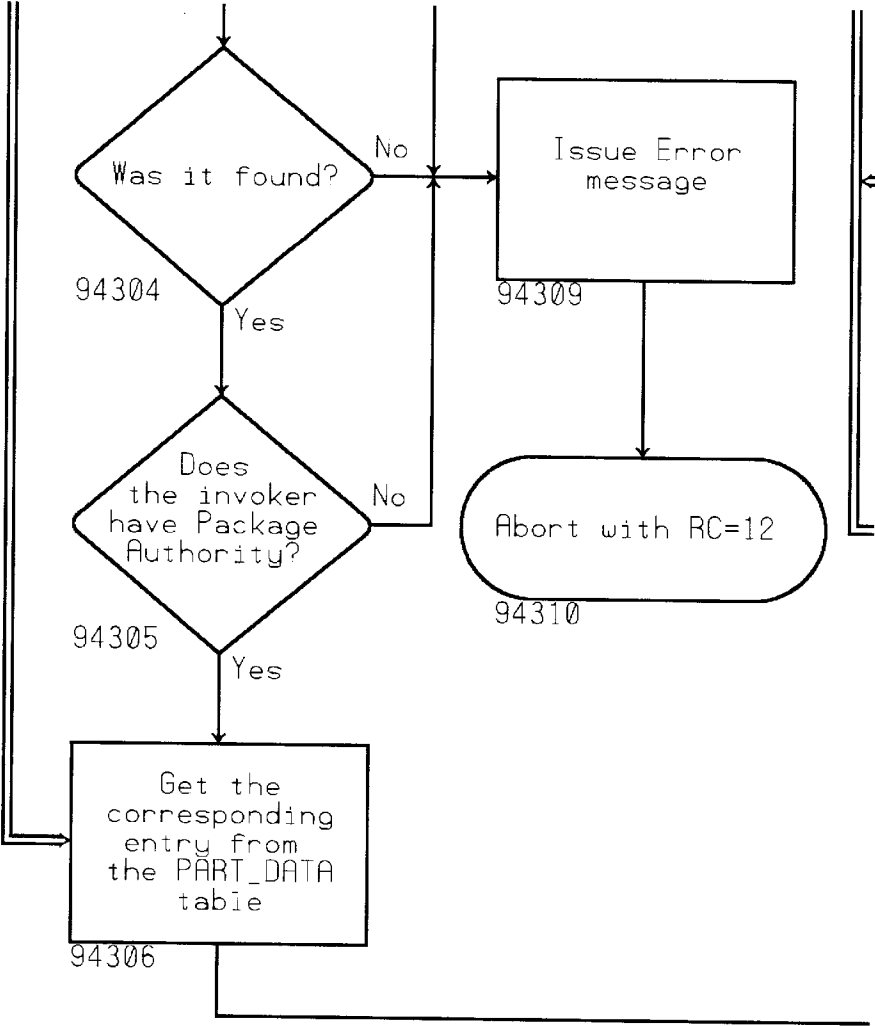 Was it found?
No
94304
Yes
Issue Error
message
94309
Does
the invoker
have Package
Authority?
No
94305
Yes
Abort with RC=12
94310
Get the
corresponding
entry from
the PART_DATA
table
94306